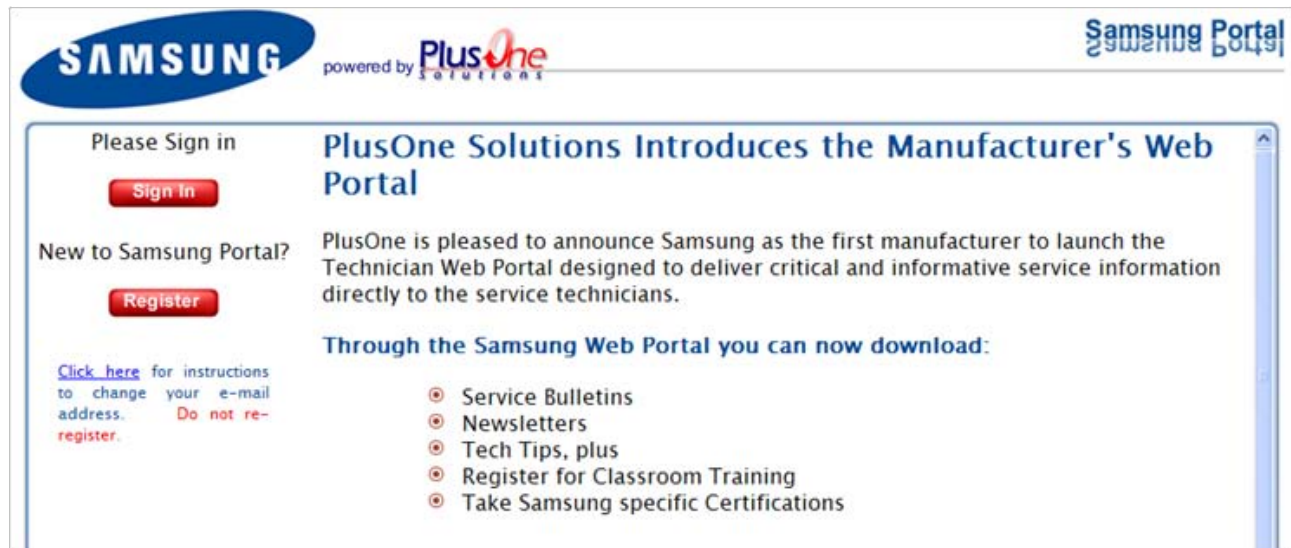 SAMSUNG
powered by PlusOne
Solutions
Samsung Portal
Please Sign in
Sign In
New to Samsung Portal?
Register
Click here for instructions
to change your e-mail
address. Do not re-
register.
PlusOne Solutions Introduces the Manufacturer's Web
Portal
PlusOne is pleased to announce Samsung as the first manufacturer to launch the
Technician Web Portal designed to deliver critical and informative service information
directly to the service technicians.
Through the Samsung Web Portal you can now download:
Service Bulletins
Newsletters
Tech Tips, plus
Register for Classroom Training
Take Samsung specific Certifications